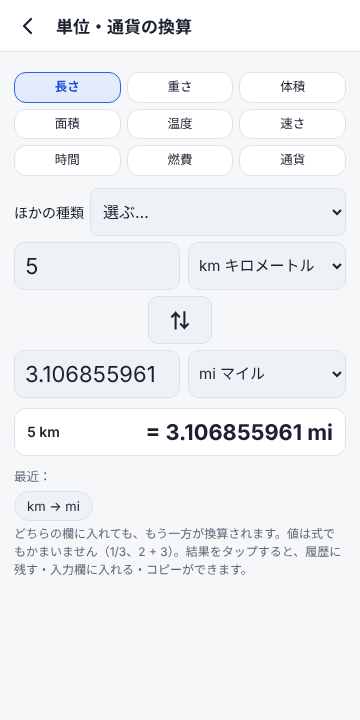 単位・通貨の換算
長さ
重さ
体積
面積
温度
速さ
時間
燃費
通貨
ほかの種類
選ぶ...
5
km キロメートル
3.106855961
mi マイル
5 km
= 3.106855961 mi
最近：
km → mi
どちらの欄に入れても、もう一方が換算されます。値は式で
もかまいません（1/3、2 + 3）。結果をタップすると、履歴に
残す・入力欄に入れる・コピーができます。